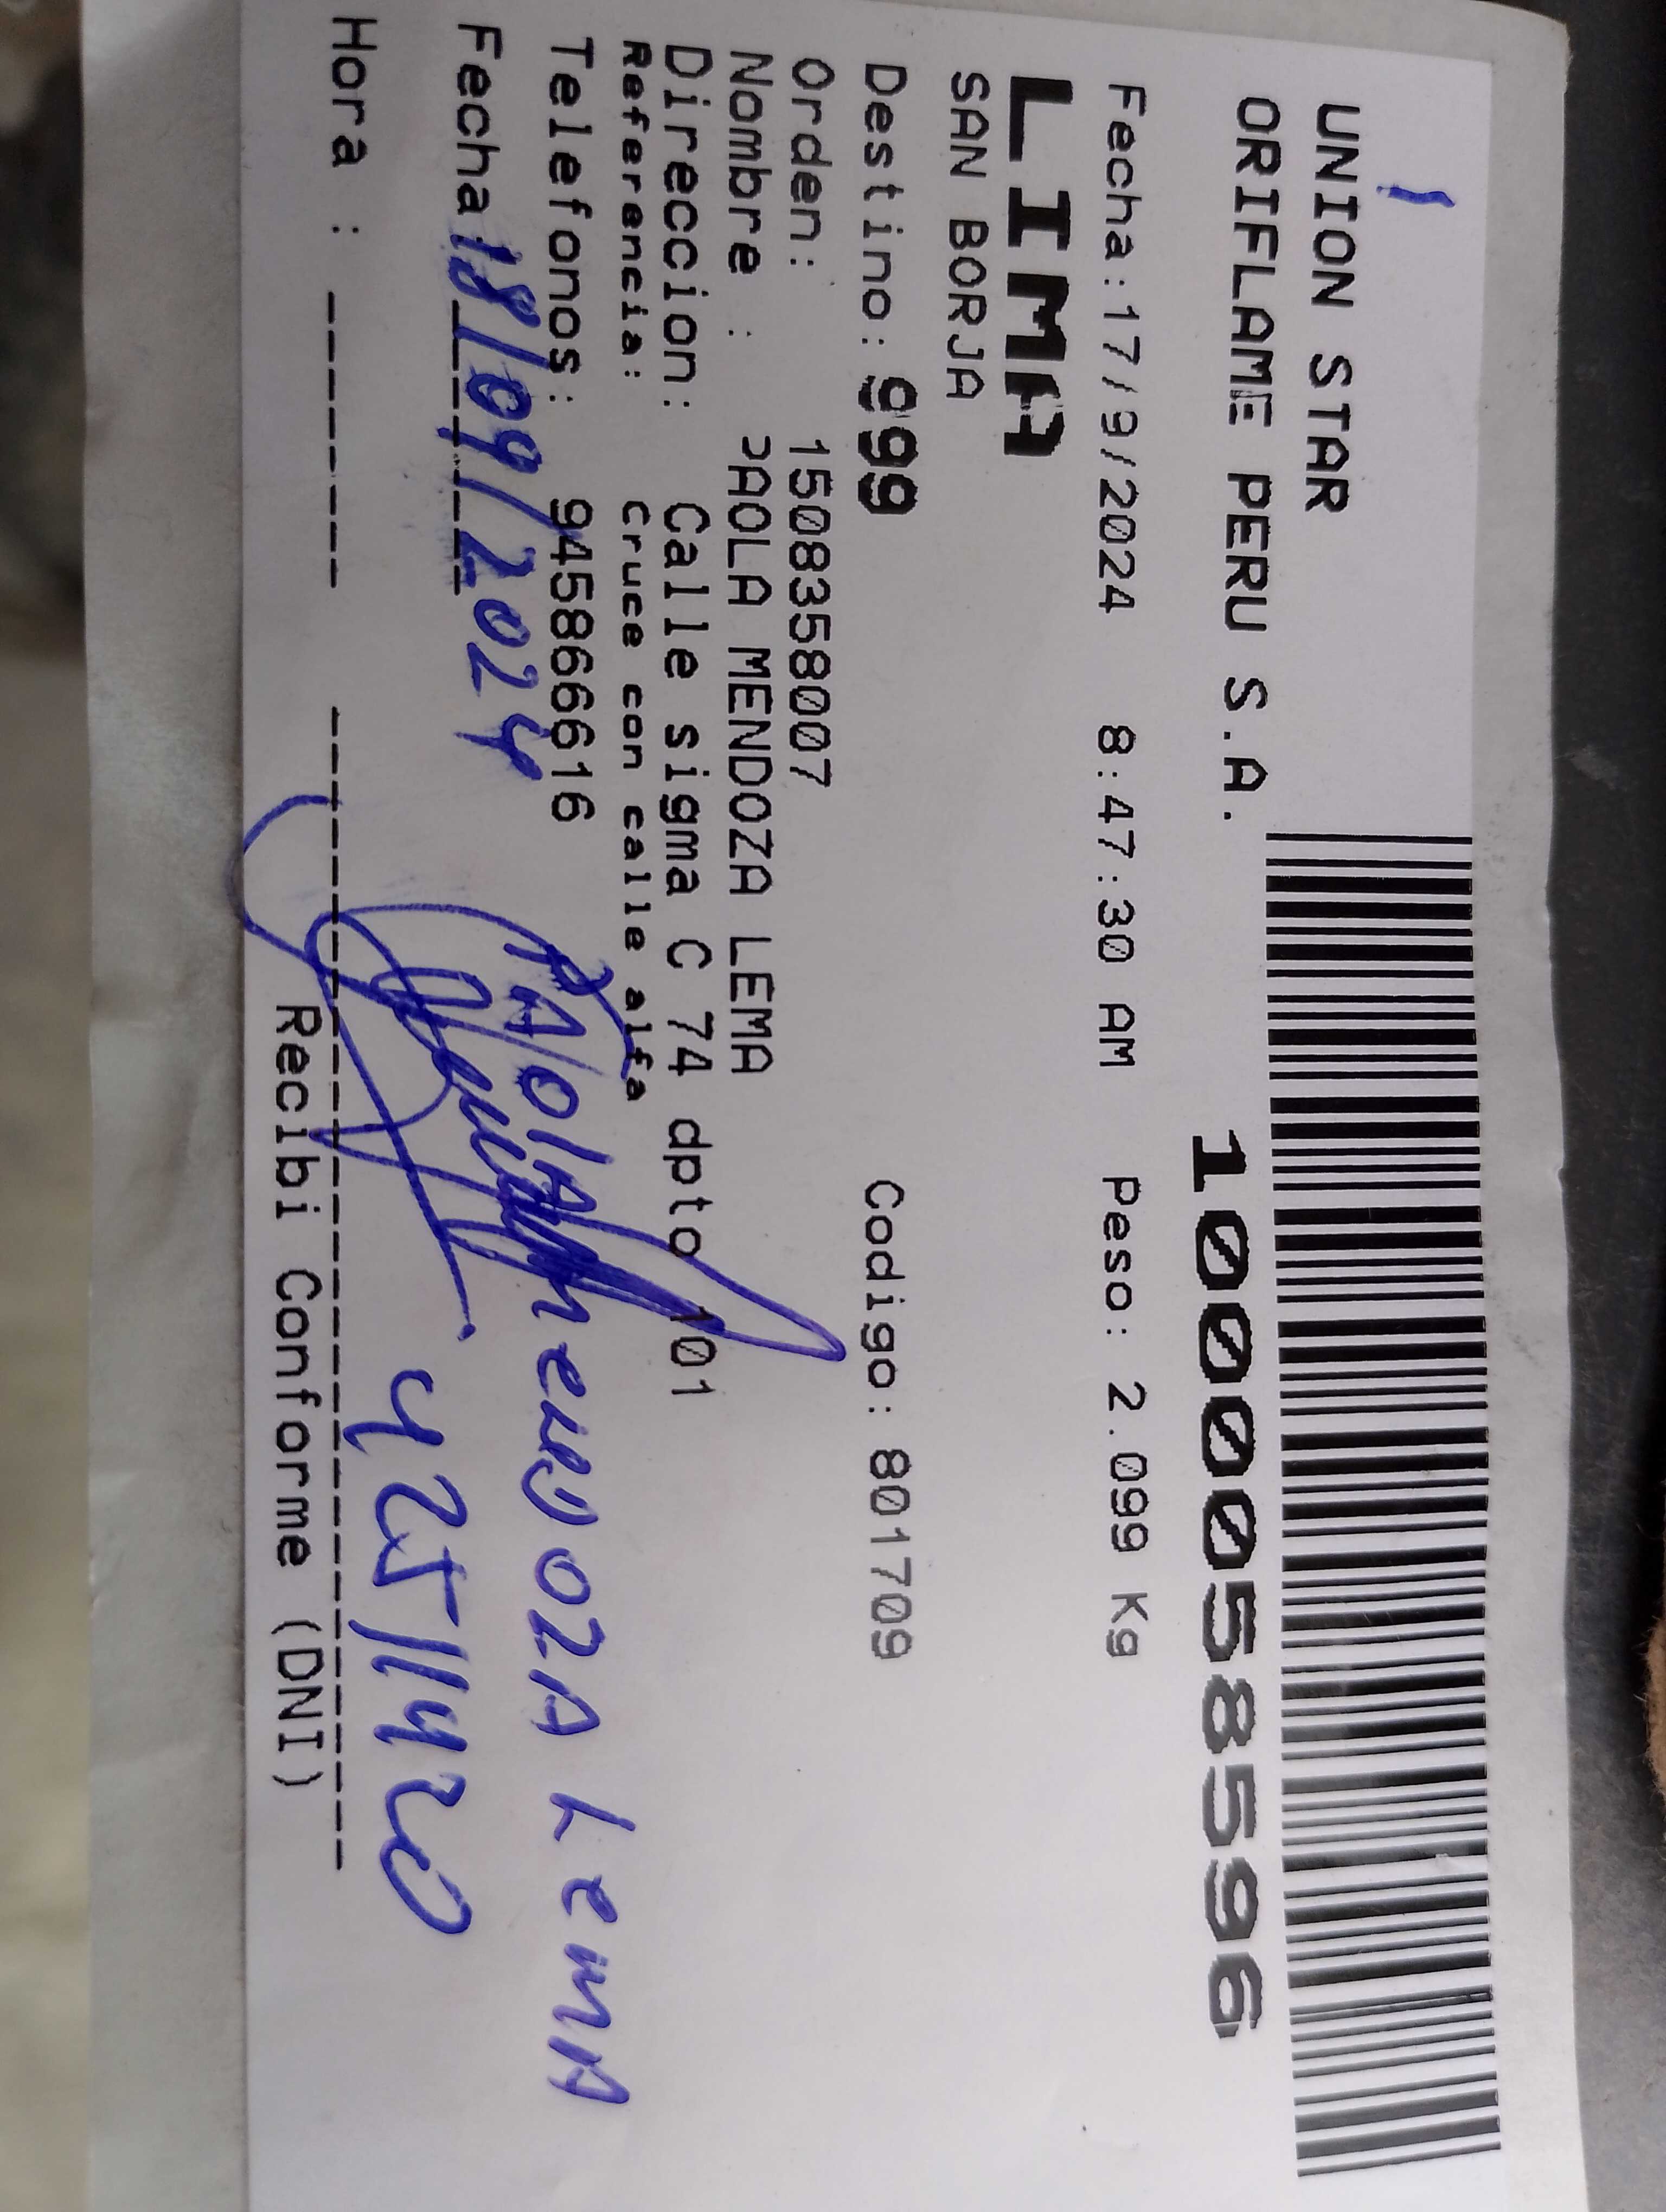 UNION STAR
ORIFLAME PERU S.A.
1000058596
Fecha:17/9/2024 8:47:30 AM Peso: 2.099 Kg
LIMA
SAN BORJA
Destino: 999 Codigo: 801709
Orden: 1508358007
Nombre : PAOLA MENDOZA LEMA
Direccion: Calle sigma C 74 dpto 101
Referencia: Cruce con calle alfa
Telefonos: 945866616
PAOLA MENDOZA LEMA
Fecha: 18/09/2024
Hora :
Recibi Conforme (DNI)